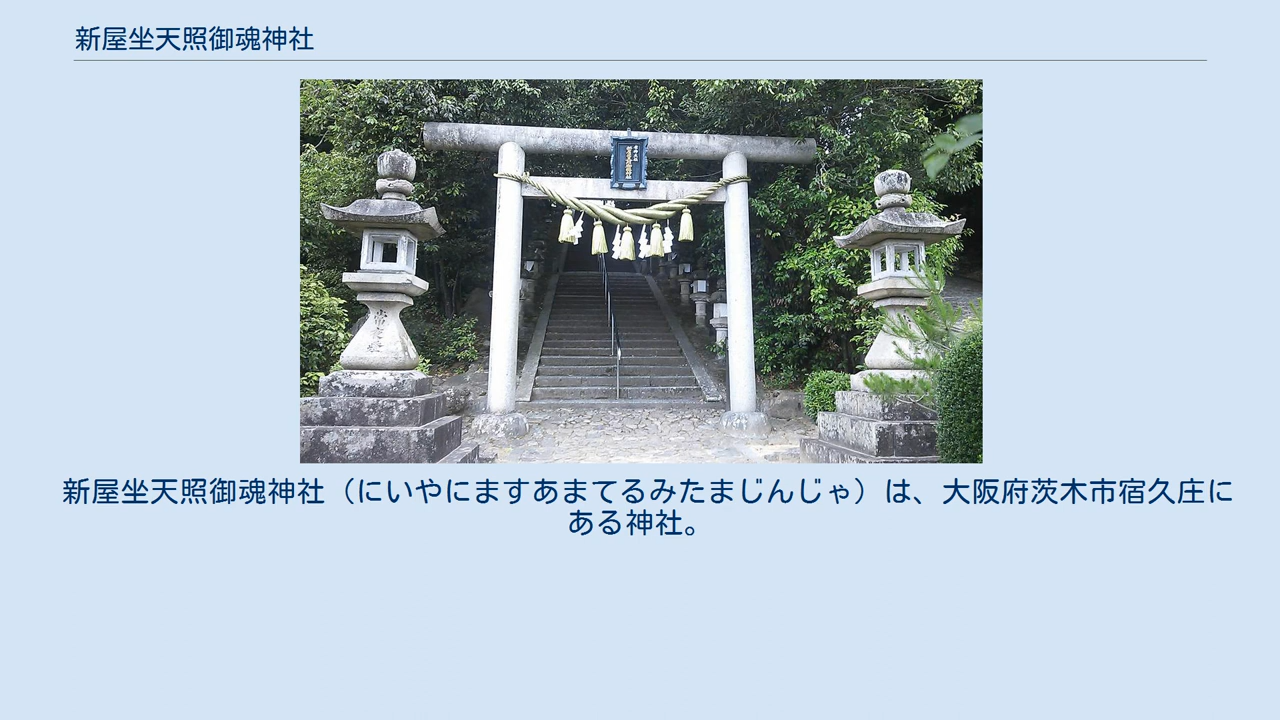 新屋坐天照御魂神社
新屋坐天照御魂神社（にいやにますあまてるみたまじんじゃ）は、大阪府茨木市宿久庄に
ある神社。